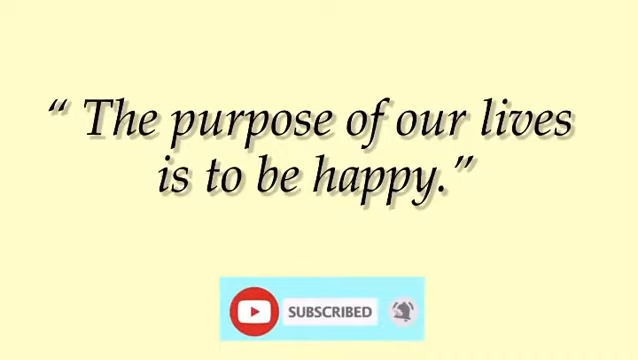 “ The purpose of our lives
is to be happy.”
SUBSCRIBED